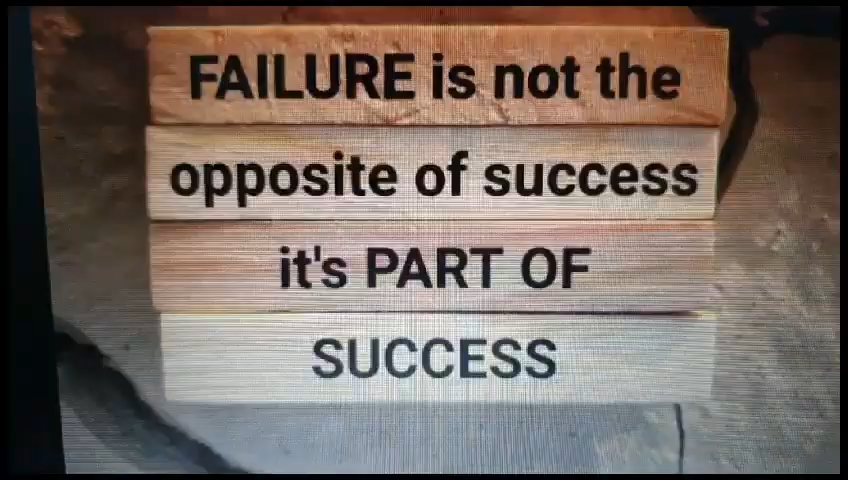 FAILURE is not the
opposite of success
it's PART OF
SUCCESS